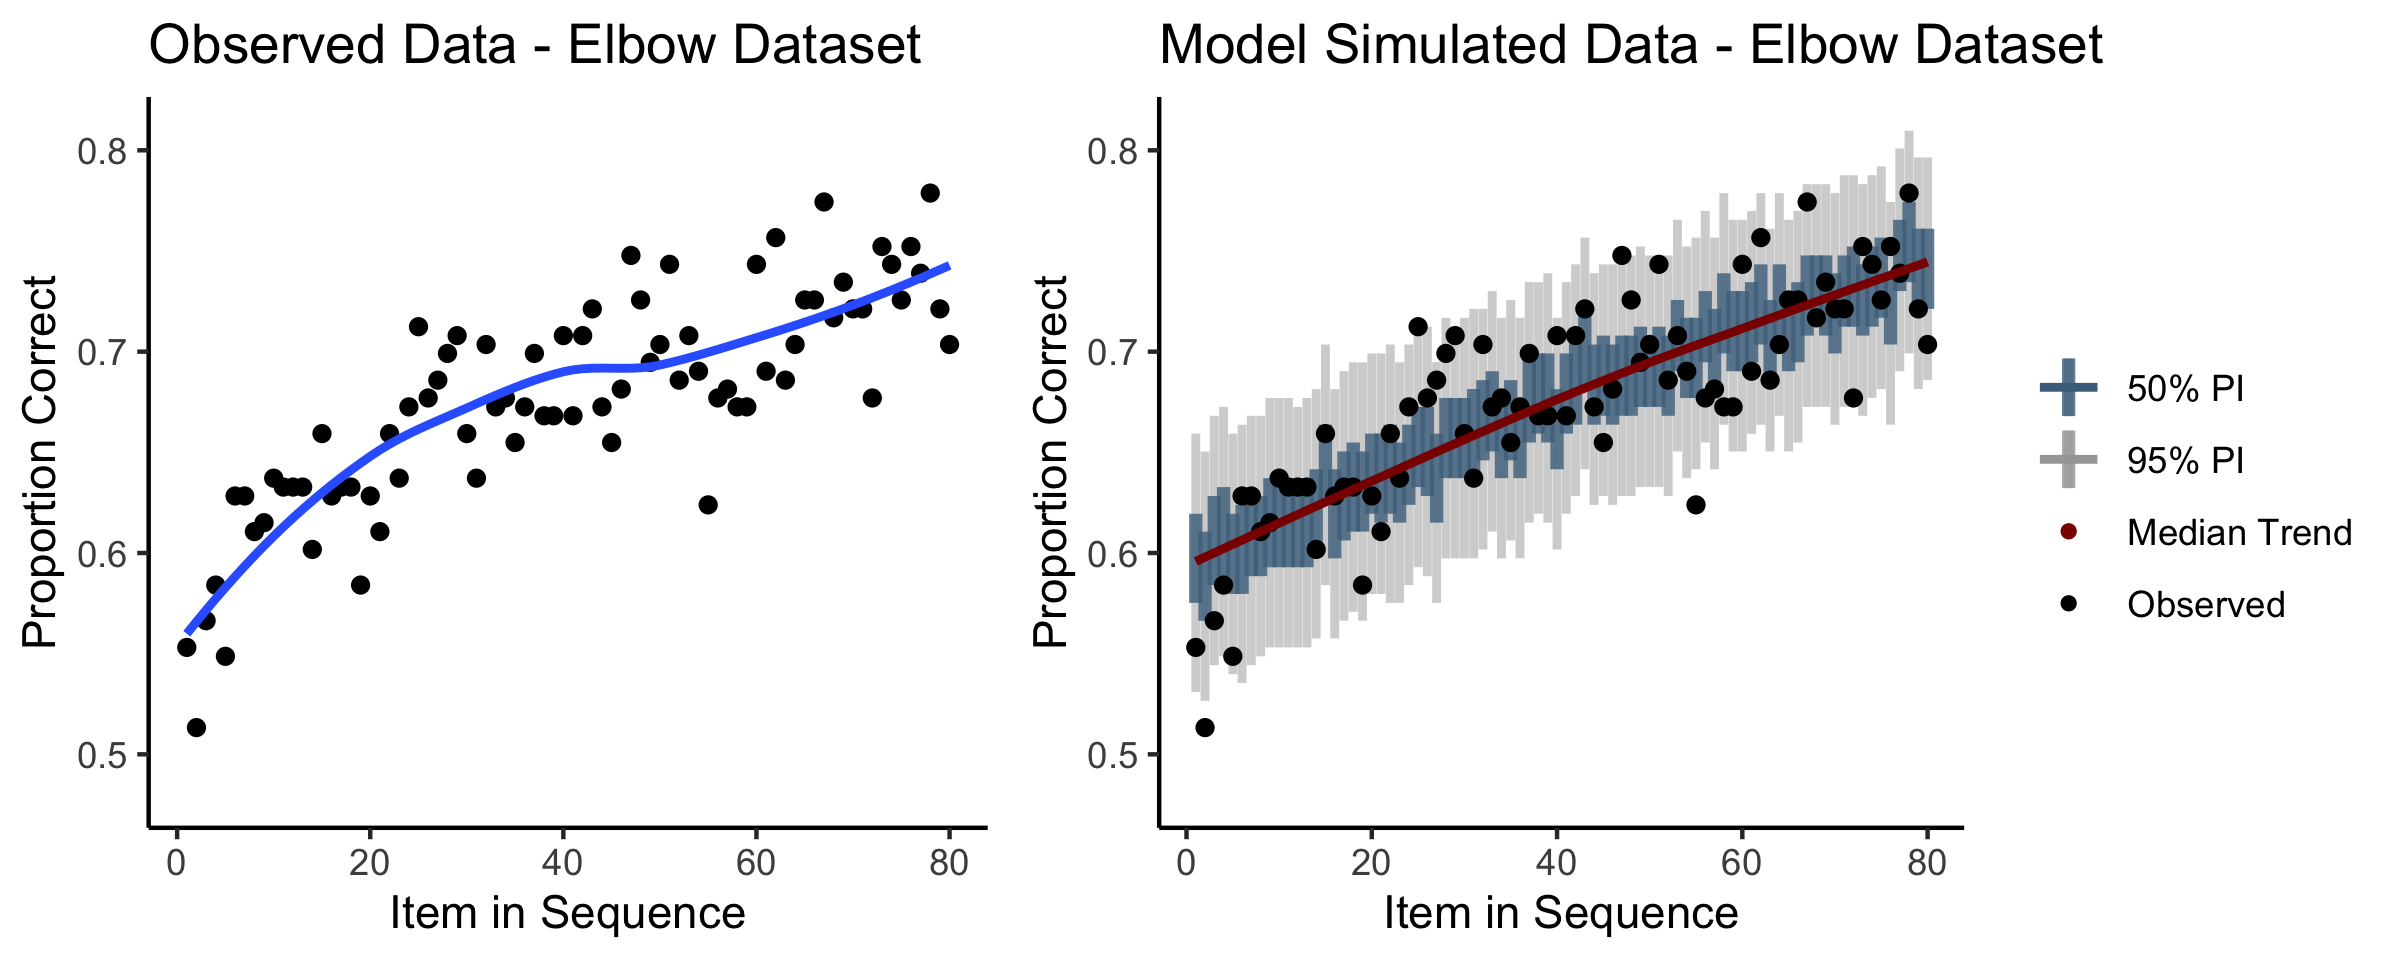 Observed Data - Elbow Dataset
Proportion Correct
0.8
0.7
0.6
0.5
0 20 40 60 80
Item in Sequence
Model Simulated Data - Elbow Dataset
Proportion Correct
0.8
0.7
0.6
0.5
0 20 40 60 80
Item in Sequence
50% PI
95% PI
Median Trend
Observed